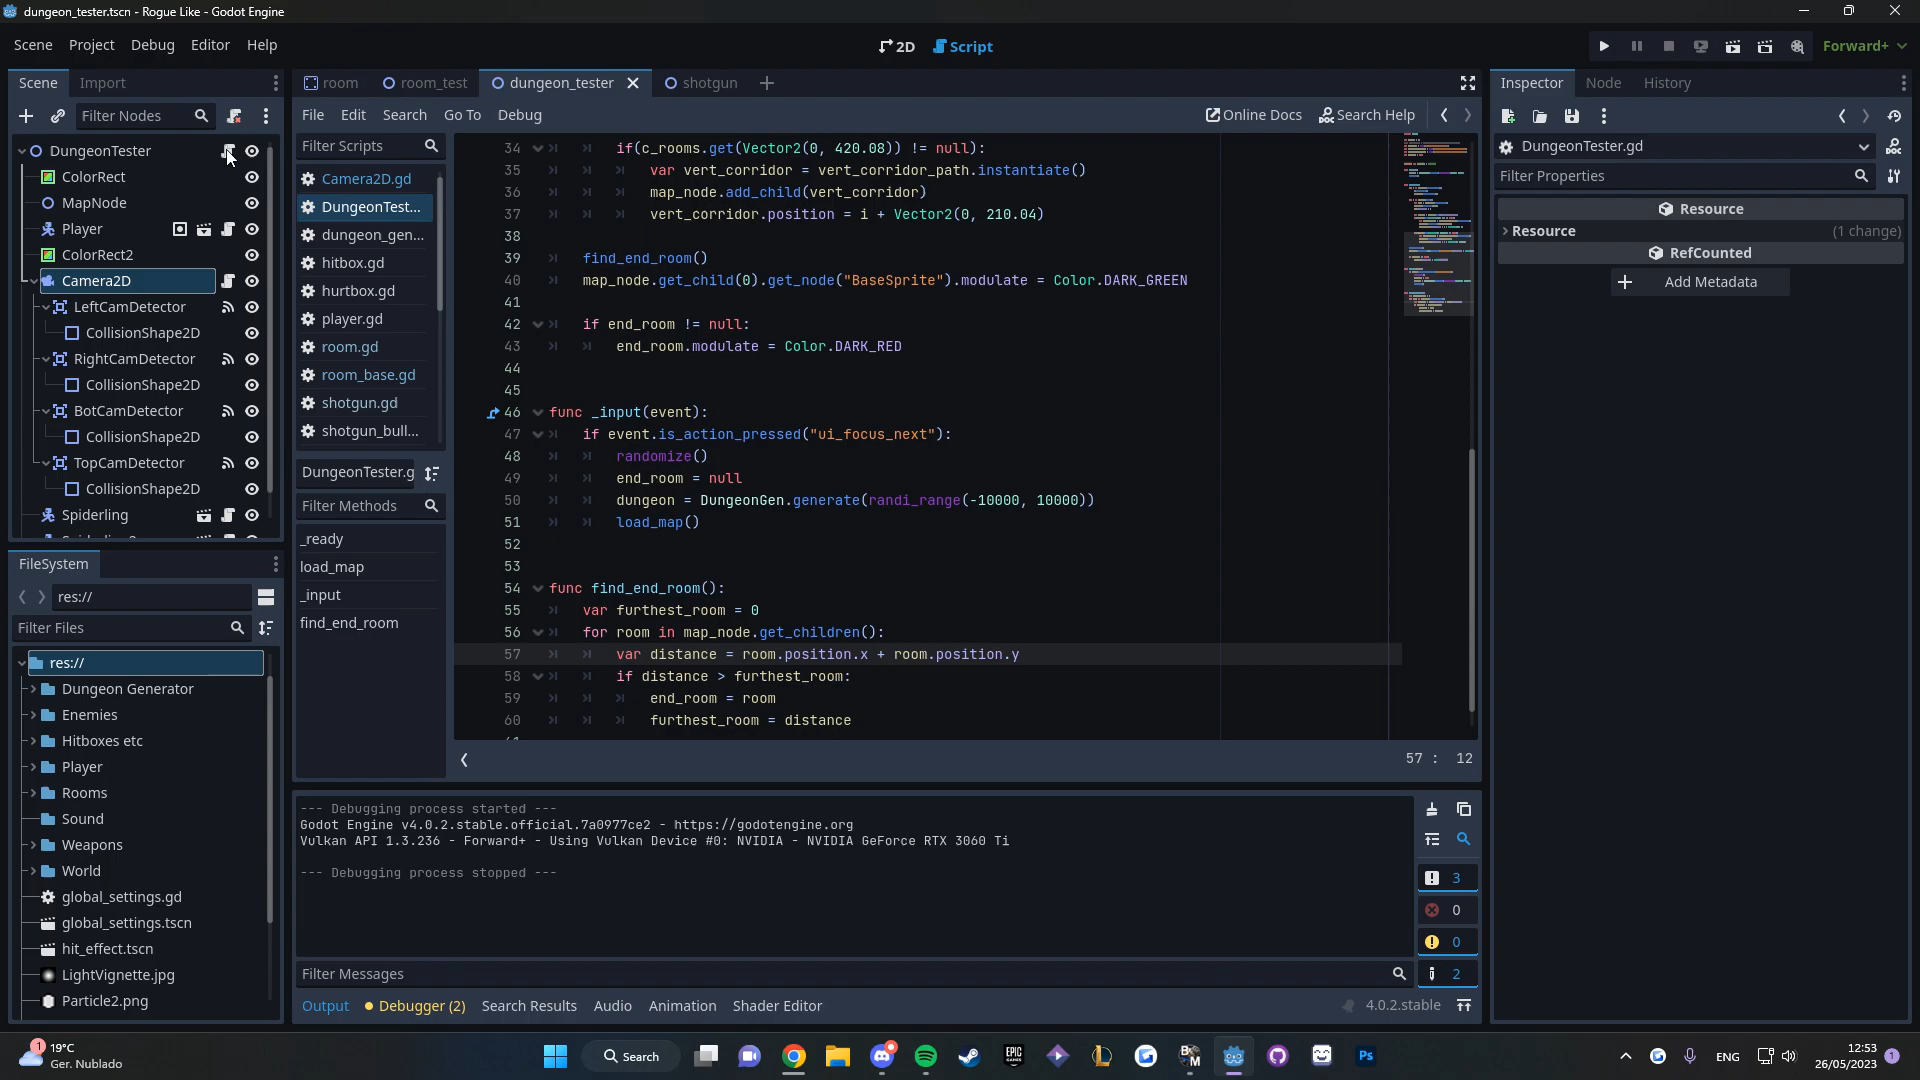 dungeon_tester.tscn - Rogue Like - Godot Engine
Scene Project Debug Editor Help
2D Script
Forward+
Scene Import
Filter Nodes
DungeonTester
ColorRect
MapNode
Player
ColorRect2
Camera2D
LeftCamDetector
CollisionShape2D
RightCamDetector
CollisionShape2D
BotCamDetector
CollisionShape2D
TopCamDetector
CollisionShape2D
Spiderling
FileSystem
res://
Filter Files
res://
Dungeon Generator
Enemies
Hitboxes etc
Player
Rooms
Sound
Weapons
World
global_settings.gd
global_settings.tscn
hit_effect.tscn
LightVignette.jpg
Particle2.png
room room_test dungeon_tester shotgun
File Edit Search Go To Debug
Online Docs Search Help
Filter Scripts
Camera2D.gd
DungeonTest...
dungeon_gen...
hitbox.gd
hurtbox.gd
player.gd
room.gd
room_base.gd
shotgun.gd
shotgun_bull...
DungeonTester.g
Filter Methods
_ready
load_map
_input
find_end_room
34 if(c_rooms.get(Vector2(0, 420.08)) != null):
35 var vert_corridor = vert_corridor_path.instantiate()
36 map_node.add_child(vert_corridor)
37 vert_corridor.position = i + Vector2(0, 210.04)
38
39 find_end_room()
40 map_node.get_child(0).get_node("BaseSprite").modulate = Color.DARK_GREEN
41
42 if end_room != null:
43 end_room.modulate = Color.DARK_RED
44
45
46 func _input(event):
47 if event.is_action_pressed("ui_focus_next"):
48 randomize()
49 end_room = null
50 dungeon = DungeonGen.generate(randi_range(-10000, 10000))
51 load_map()
52
53
54 func find_end_room():
55 var furthest_room = 0
56 for room in map_node.get_children():
57 var distance = room.position.x + room.position.y
58 if distance > furthest_room:
59 end_room = room
60 furthest_room = distance
57 : 12
--- Debugging process started ---
Godot Engine v4.0.2.stable.official.7a0977ce2 - https://godotengine.org
Vulkan API 1.3.236 - Forward+ - Using Vulkan Device #0: NVIDIA - NVIDIA GeForce RTX 3060 Ti
--- Debugging process stopped ---
3
0
0
2
Filter Messages
Output Debugger (2) Search Results Audio Animation Shader Editor
4.0.2.stable
Inspector Node History
DungeonTester.gd
Filter Properties
Resource
Resource (1 change)
RefCounted
Add Metadata
1
19°C
Ger. Nublado
Search
EPIC GAMES
Ps
ENG
12:53
26/05/2023
1